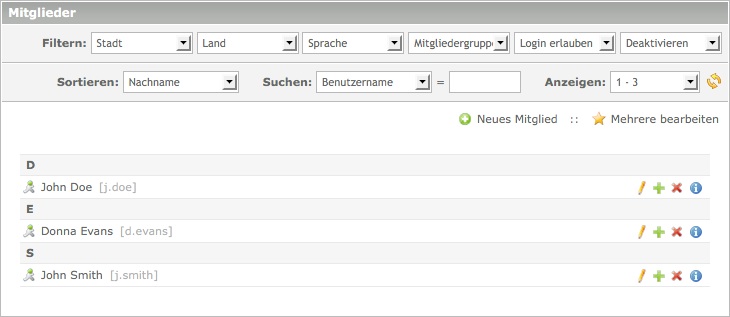 Mitglieder
Filtern: Stadt Land Sprache Mitgliedergruppe Login erlauben Deaktivieren
Sortieren: Nachname Suchen: Benutzername = Anzeigen: 1 - 3
Neues Mitglied :: Mehrere bearbeiten
D
John Doe [j.doe]
E
Donna Evans [d.evans]
S
John Smith [j.smith]